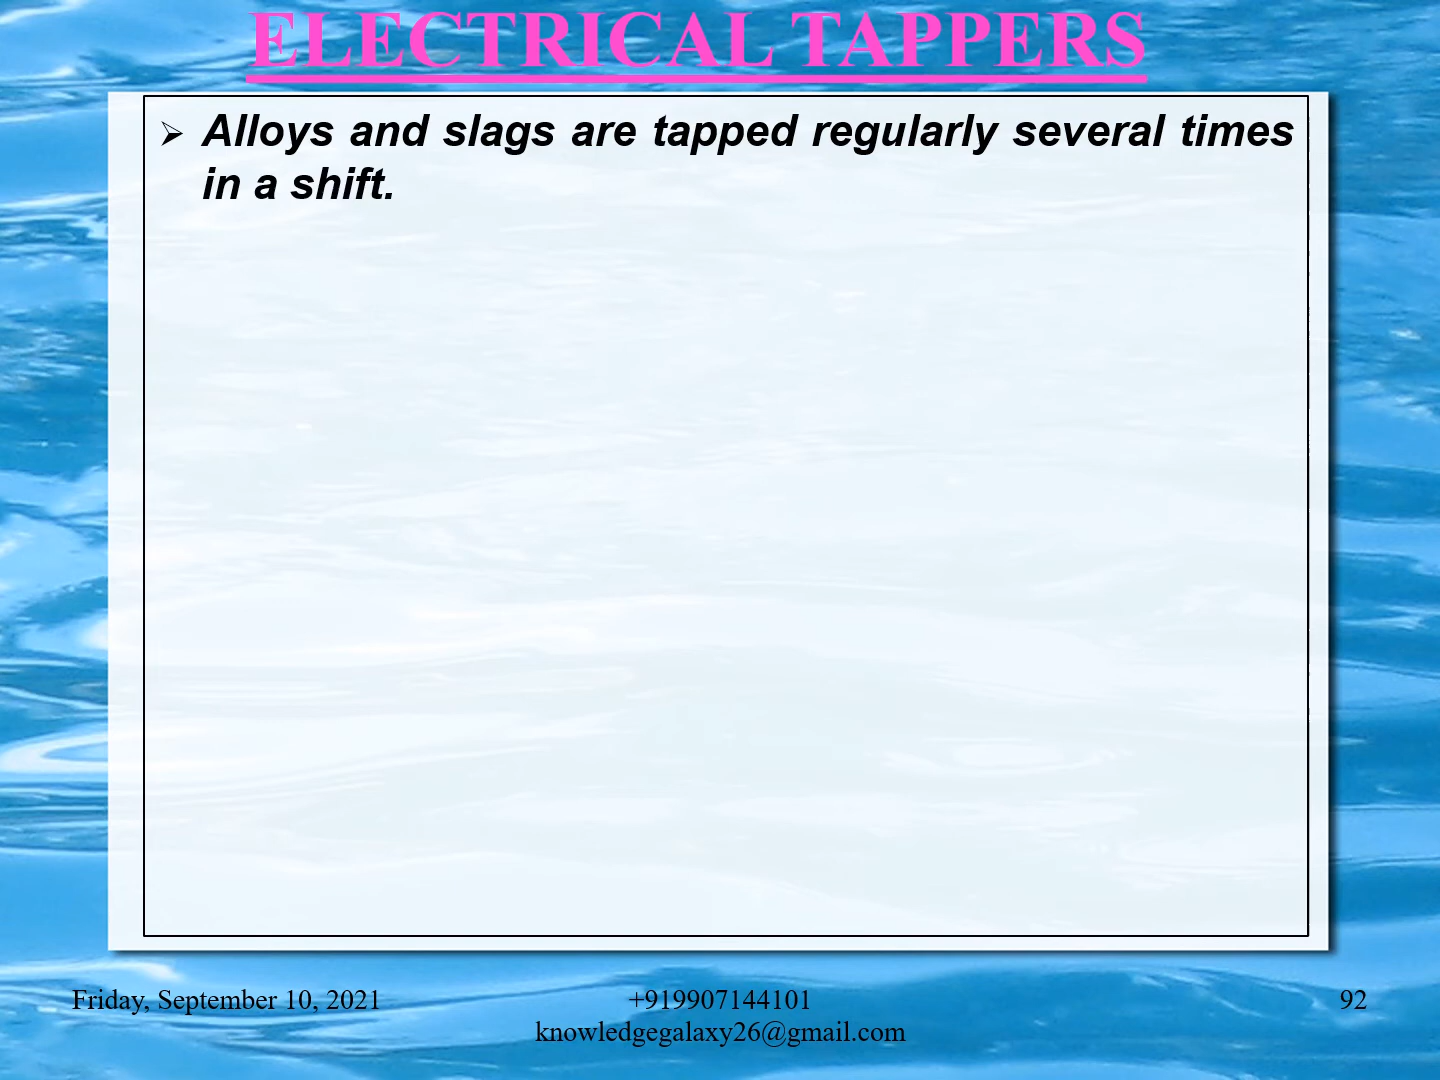 ELECTRICAL TAPPERS
➢ Alloys and slags are tapped regularly several times
in a shift.
Friday, September 10, 2021
+919907144101
knowledgegalaxy26@gmail.com
92